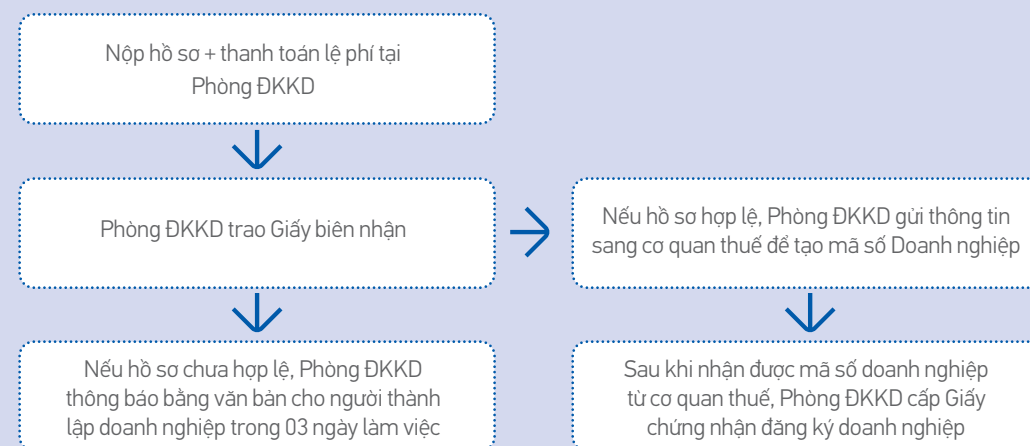 Nộp hồ sơ + thanh toán lệ phí tại
Phòng ĐKKD
Phòng ĐKKD trao Giấy biên nhận
Nếu hồ sơ hợp lệ, Phòng ĐKKD gửi thông tin
sang cơ quan thuế để tạo mã số Doanh nghiệp
Nếu hồ sơ chưa hợp lệ, Phòng ĐKKD
thông báo bằng văn bản cho người thành
lập doanh nghiệp trong 03 ngày làm việc
Sau khi nhận được mã số doanh nghiệp
từ cơ quan thuế, Phòng ĐKKD cấp Giấy
chứng nhận đăng ký doanh nghiệp